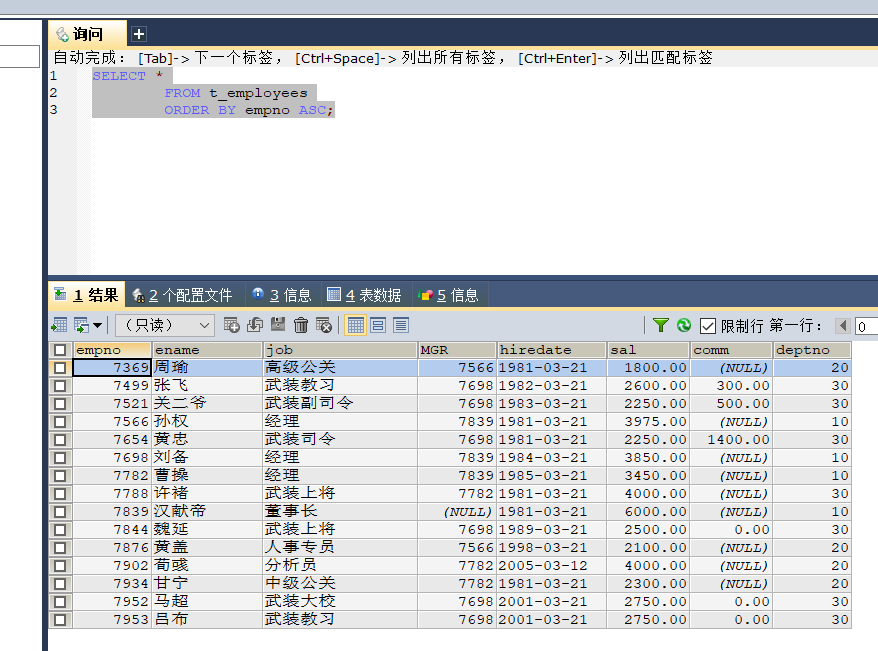 询问
自动完成： [Tab]-> 下一个标签， [Ctrl+Space]-> 列出所有标签， [Ctrl+Enter]-> 列出匹配标签
1 SELECT *
2 FROM t_employees
3 ORDER BY empno ASC;
1 结果 2 个配置文件 3 信息 4 表数据 5 信息
（只读） 限制行 第一行： 0
empno ename job MGR hiredate sal comm deptno
7369 周瑜 高级公关 7566 1981-03-21 1800.00 (NULL) 20
7499 张飞 武装教习 7698 1982-03-21 2600.00 300.00 30
7521 关二爷 武装副司令 7698 1983-03-21 2250.00 500.00 30
7566 孙权 经理 7839 1981-03-21 3975.00 (NULL) 10
7654 黄忠 武装司令 7698 1981-03-21 2250.00 1400.00 30
7698 刘备 经理 7839 1984-03-21 3850.00 (NULL) 10
7782 曹操 经理 7839 1985-03-21 3450.00 (NULL) 10
7788 许褚 武装上将 7782 1981-03-21 4000.00 (NULL) 30
7839 汉献帝 董事长 (NULL) 1981-03-21 6000.00 (NULL) 10
7844 魏延 武装上将 7698 1989-03-21 2500.00 0.00 30
7876 黄盖 人事专员 7566 1998-03-21 2100.00 (NULL) 20
7902 荀彧 分析员 7782 2005-03-12 4000.00 (NULL) 20
7934 甘宁 中级公关 7782 1981-03-21 2300.00 (NULL) 20
7952 马超 武装大校 7698 2001-03-21 2750.00 0.00 30
7953 吕布 武装教习 7698 2001-03-21 2750.00 0.00 30